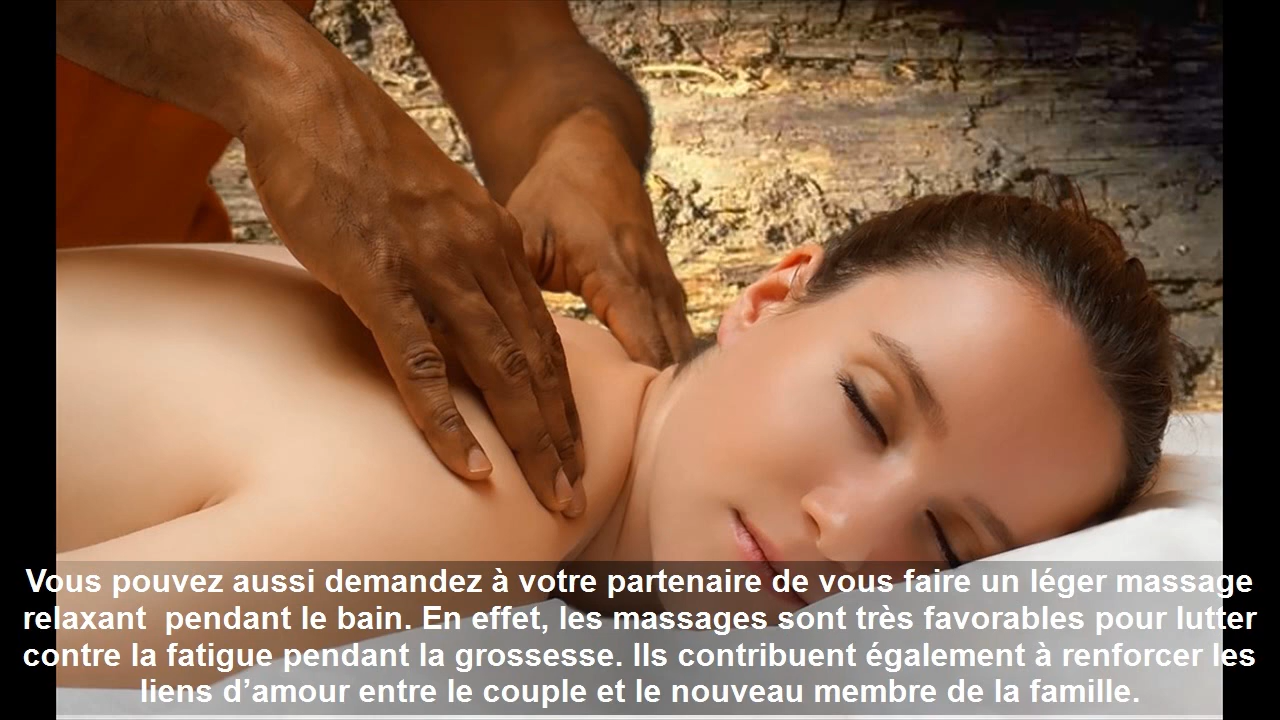 Vous pouvez aussi demandez à votre partenaire de vous faire un léger massage
relaxant  pendant le bain. En effet, les massages sont très favorables pour lutter
contre la fatigue pendant la grossesse. Ils contribuent également à renforcer les
liens d’amour entre le couple et le nouveau membre de la famille.